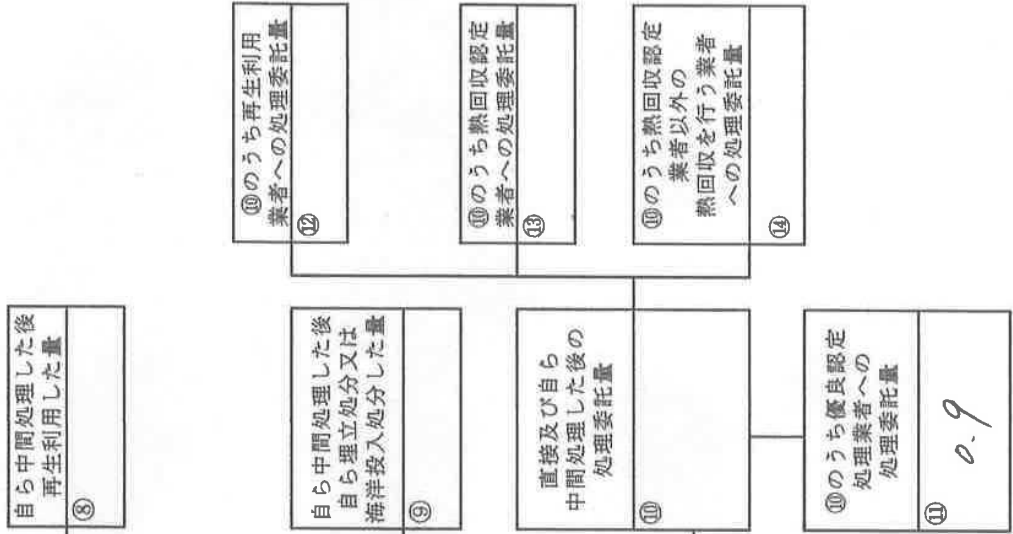 自ら中間処理した後
再生利用した量
⑧
自ら中間処理した後
自ら埋立処分又は
海洋投入処分した量
⑨
直接及び自ら
中間処理した後の
処理委託量
⑩
⑩のうち優良認定
処理業者への
処理委託量
⑪
0.9
⑩のうち再生利用
業者への処理委託量
⑫
⑩のうち熱回収認定
業者への処理委託量
⑬
⑩のうち熱回収認定
業者以外の
熱回収を行う業者
への処理委託量
⑭